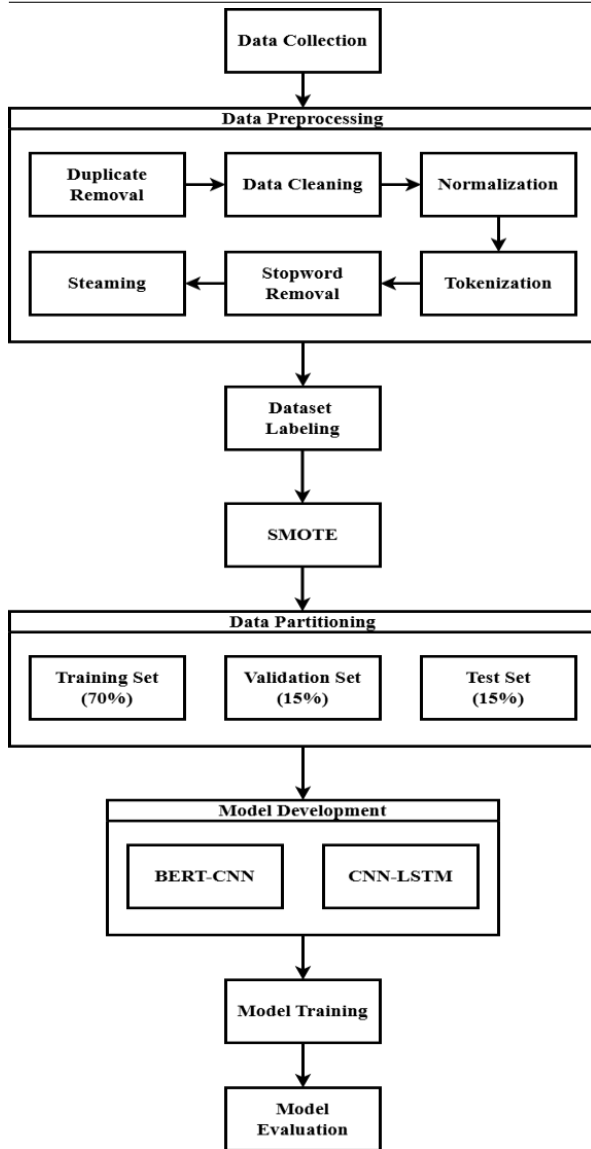 Data Collection
Data Preprocessing
Duplicate
Removal
Data Cleaning
Normalization
Tokenization
Stopword
Removal
Steaming
Dataset
Labeling
SMOTE
Data Partitioning
Training Set
(70%)
Validation Set
(15%)
Test Set
(15%)
Model Development
BERT-CNN
CNN-LSTM
Model Training
Model
Evaluation